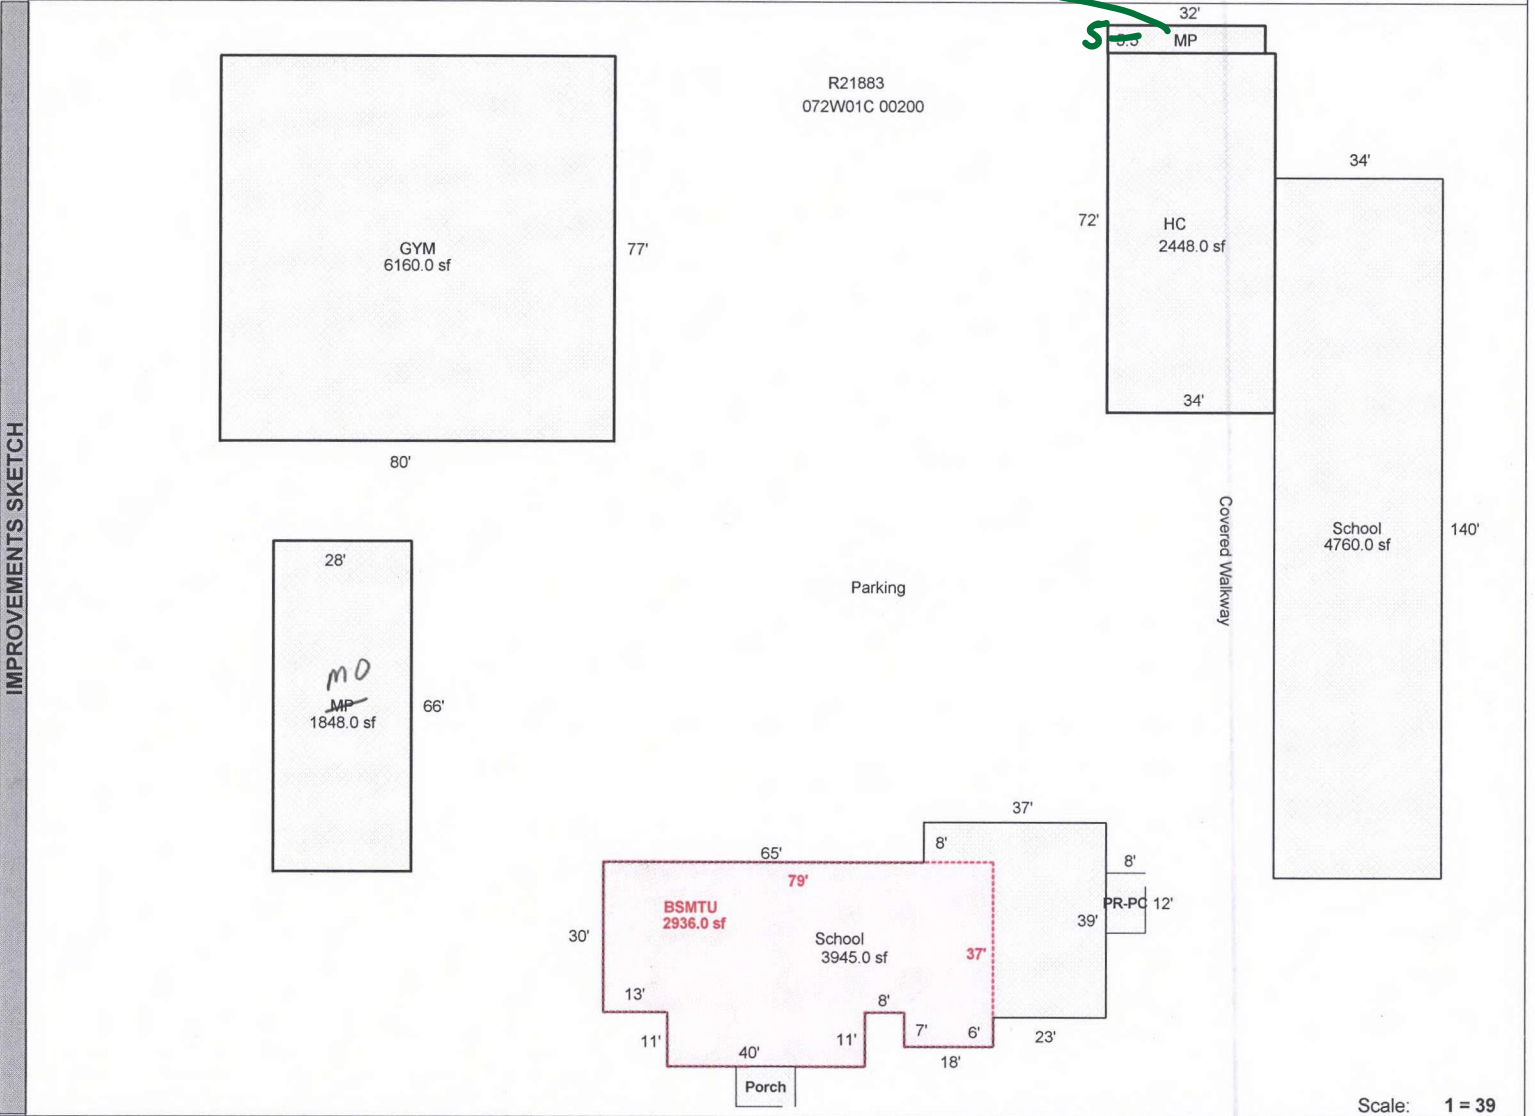 IMPROVEMENTS SKETCH
32'
5
MP
R21883
072W01C 00200
34'
72'
HC
2448.0 sf
34'
GYM
6160.0 sf
77'
80'
Covered Walkway
School
4760.0 sf
140'
28'
Parking
MO
MP
1848.0 sf
66'
37'
65'
8'
8'
79'
BSMTU
2936.0 sf
PR-PC 12'
39'
School
3945.0 sf
30'
37'
13'
8'
11'
11'
7'
6'
23'
40'
18'
Porch
Scale: 1 = 39